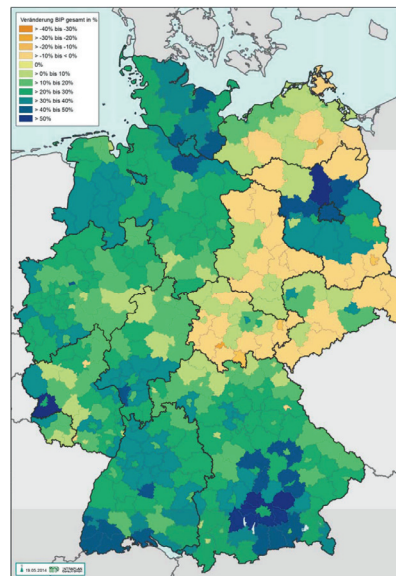 Veränderung BIP gesamt in %
> -40% bis -30%
> -30% bis -20%
> -20% bis -10%
> -10% bis < 0%
0%
> 0% bis 10%
> 10% bis 20%
> 20% bis 30%
> 30% bis 40%
> 40% bis 50%
> 50%
19.05.2014